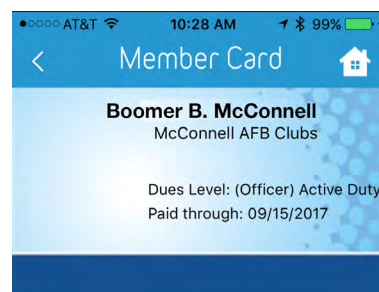 ●○○○○ AT&T 10:28 AM 99%
Member Card
Boomer B. McConnell
McConnell AFB Clubs
Dues Level: (Officer) Active Duty
Paid through: 09/15/2017